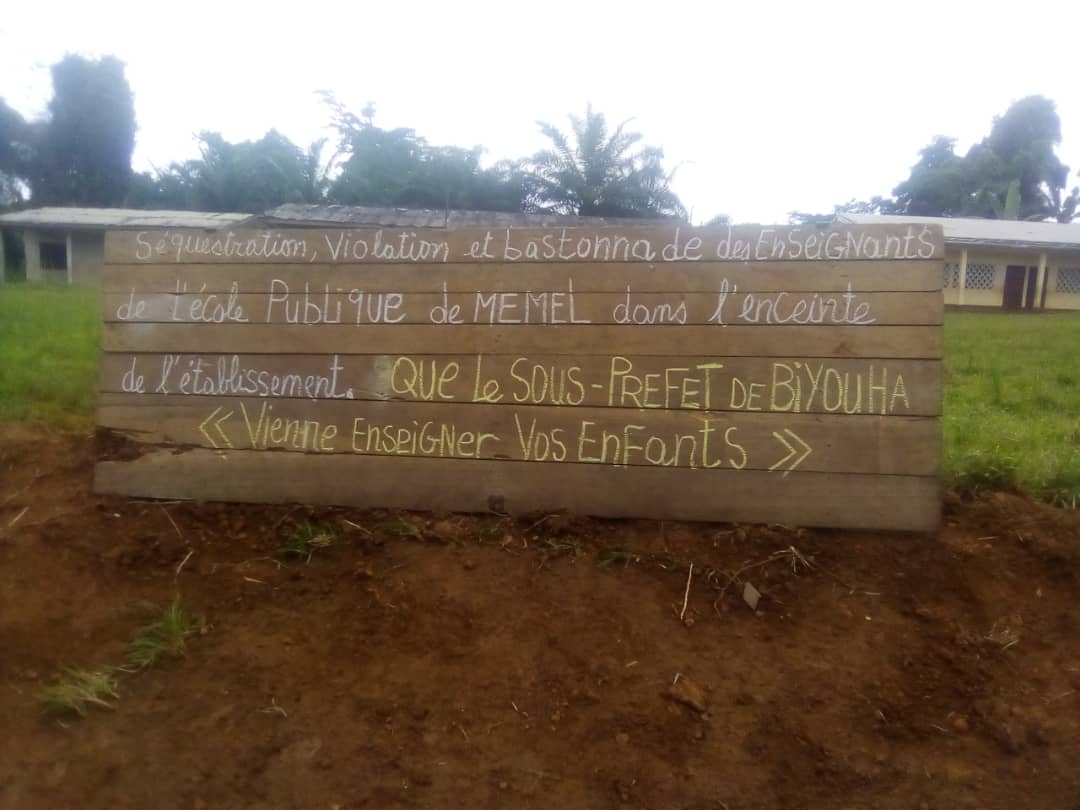 Séquestration, Violation et bastonnade des EnSeiGNantS
de L'école PubliQUE de MEMEL dans l'enceinte
de l'établissement. QUE Le SOUS-PREFET DE BiYOUHA
« Vienne EnseiGNer Vos EnFants »